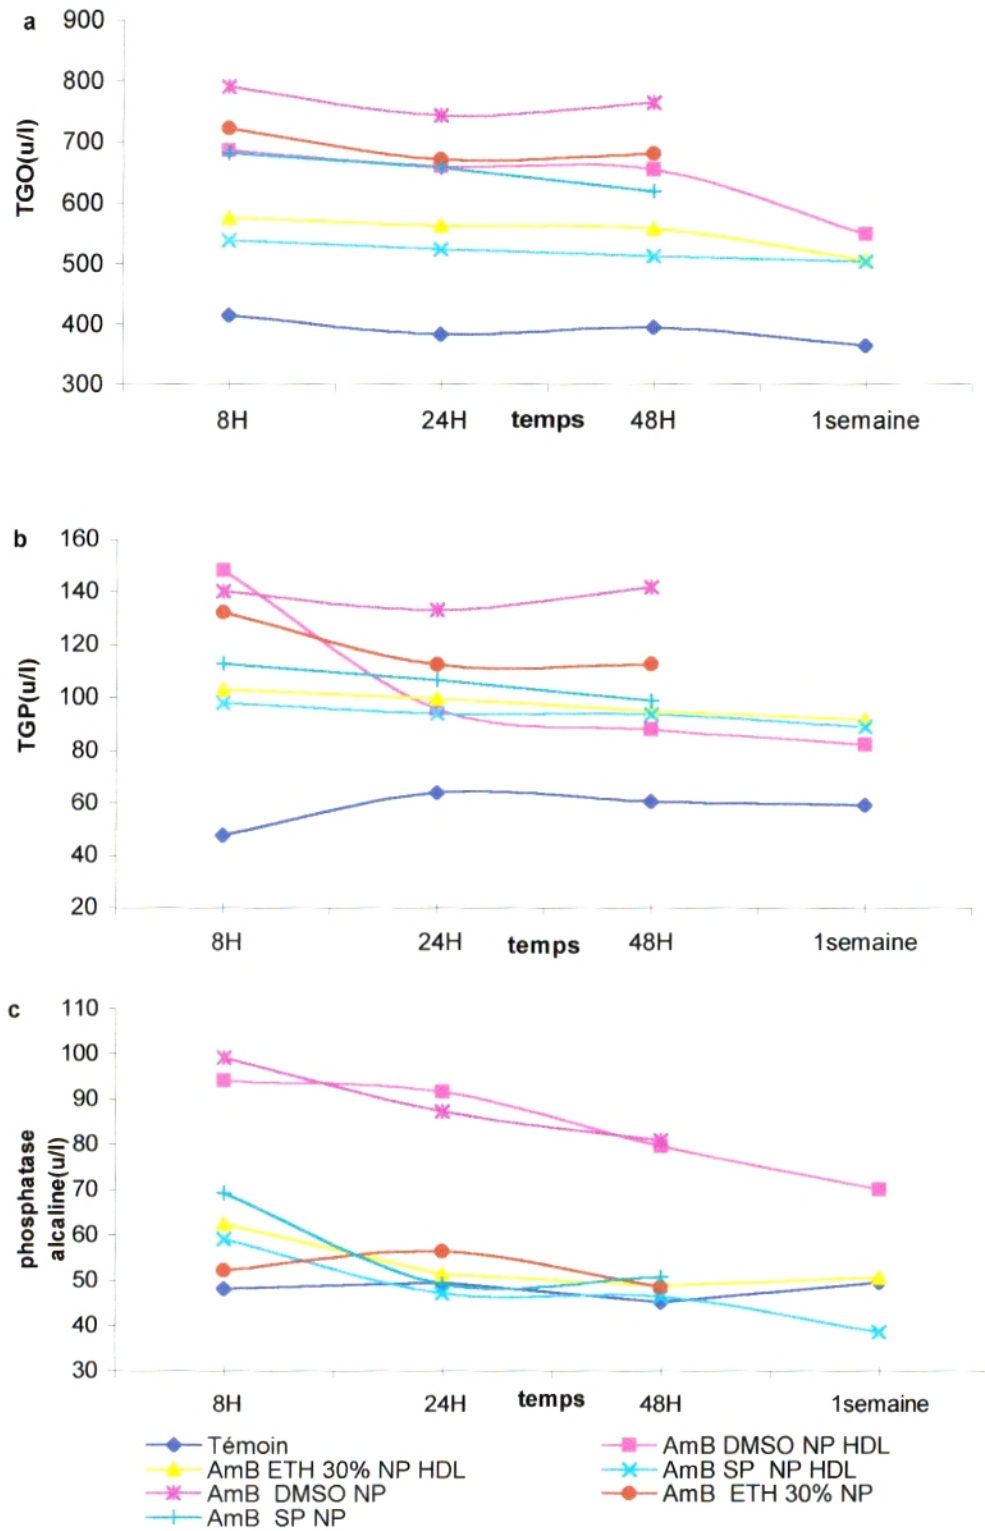 a
900
800
700
600
500
400
300
TGO(u/l)
8H 24H temps 48H 1semaine
b
160
140
120
100
80
60
40
20
TGP(u/l)
8H 24H temps 48H 1semaine
c
110
100
90
80
70
60
50
40
30
phosphatase
alcaline(u/l)
8H 24H temps 48H 1semaine
Témoin AmB DMSO NP HDL
AmB ETH 30% NP HDL AmB SP NP HDL
AmB DMSO NP AmB ETH 30% NP
AmB SP NP